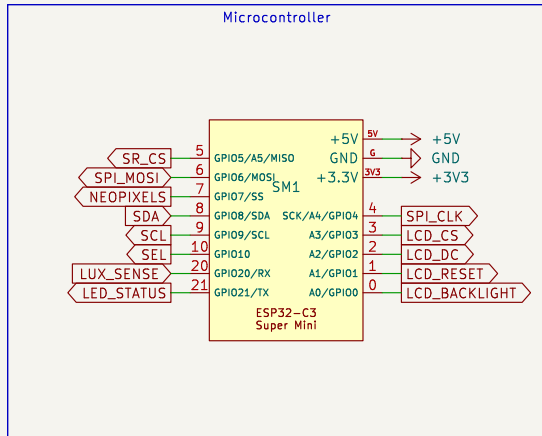 Microcontroller
5V
+5V +5V
SR_CS 5 GPIO5/A5/MISO GND G GND
SPI_MOSI 6 GPIO6/MOSI SM1 +3.3V 3V3 +3V3
NEOPIXELS 7 GPIO7/SS
SDA 8 GPIO8/SDA SCK/A4/GPIO4 4 SPI_CLK
SCL 9 GPIO9/SCL A3/GPIO3 3 LCD_CS
SEL 10 GPIO10 A2/GPIO2 2 LCD_DC
LUX_SENSE 20 GPIO20/RX A1/GPIO1 1 LCD_RESET
LED_STATUS 21 GPIO21/TX A0/GPIO0 0 LCD_BACKLIGHT
ESP32-C3
Super Mini